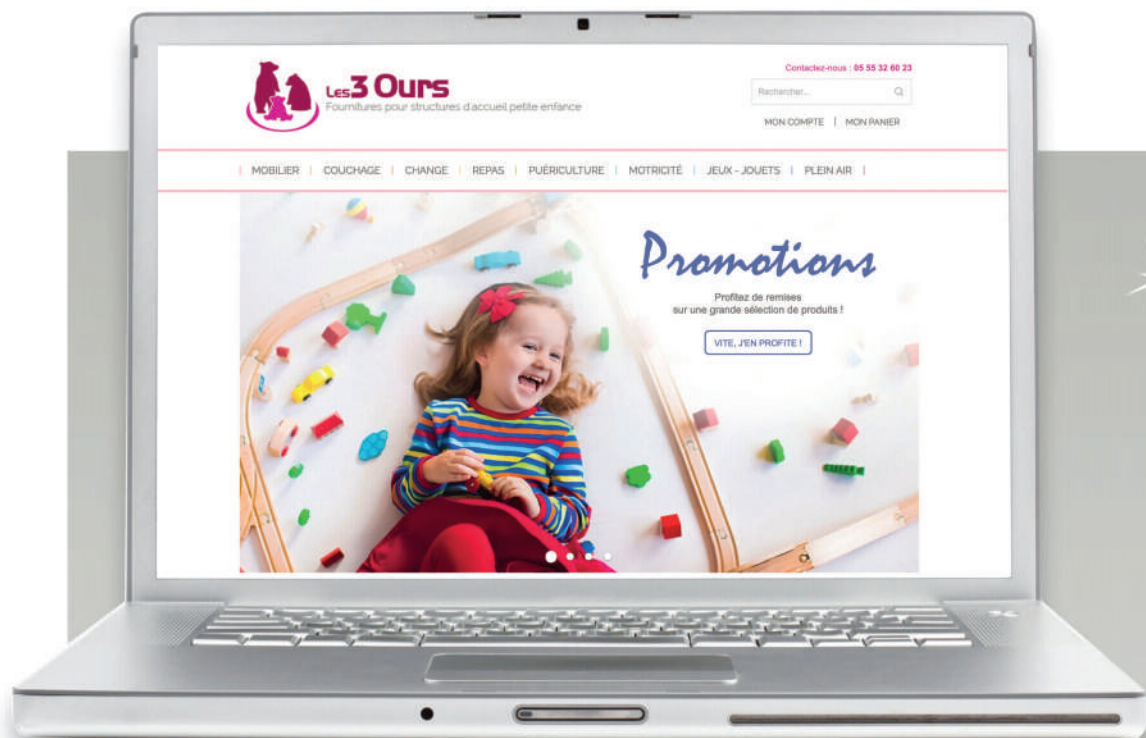 Contactez-nous : 05 55 32 60 23
Les 3 Ours
Fournitures pour structures d'accueil petite enfance
Rechercher...
MON COMPTE | MON PANIER
| MOBILIER | COUCHAGE | CHANGE | REPAS | PUÉRICULTURE | MOTRICITÉ | JEUX - JOUETS | PLEIN AIR |
Promotions
Profitez de remises
sur une grande sélection de produits !
VITE, J'EN PROFITE !